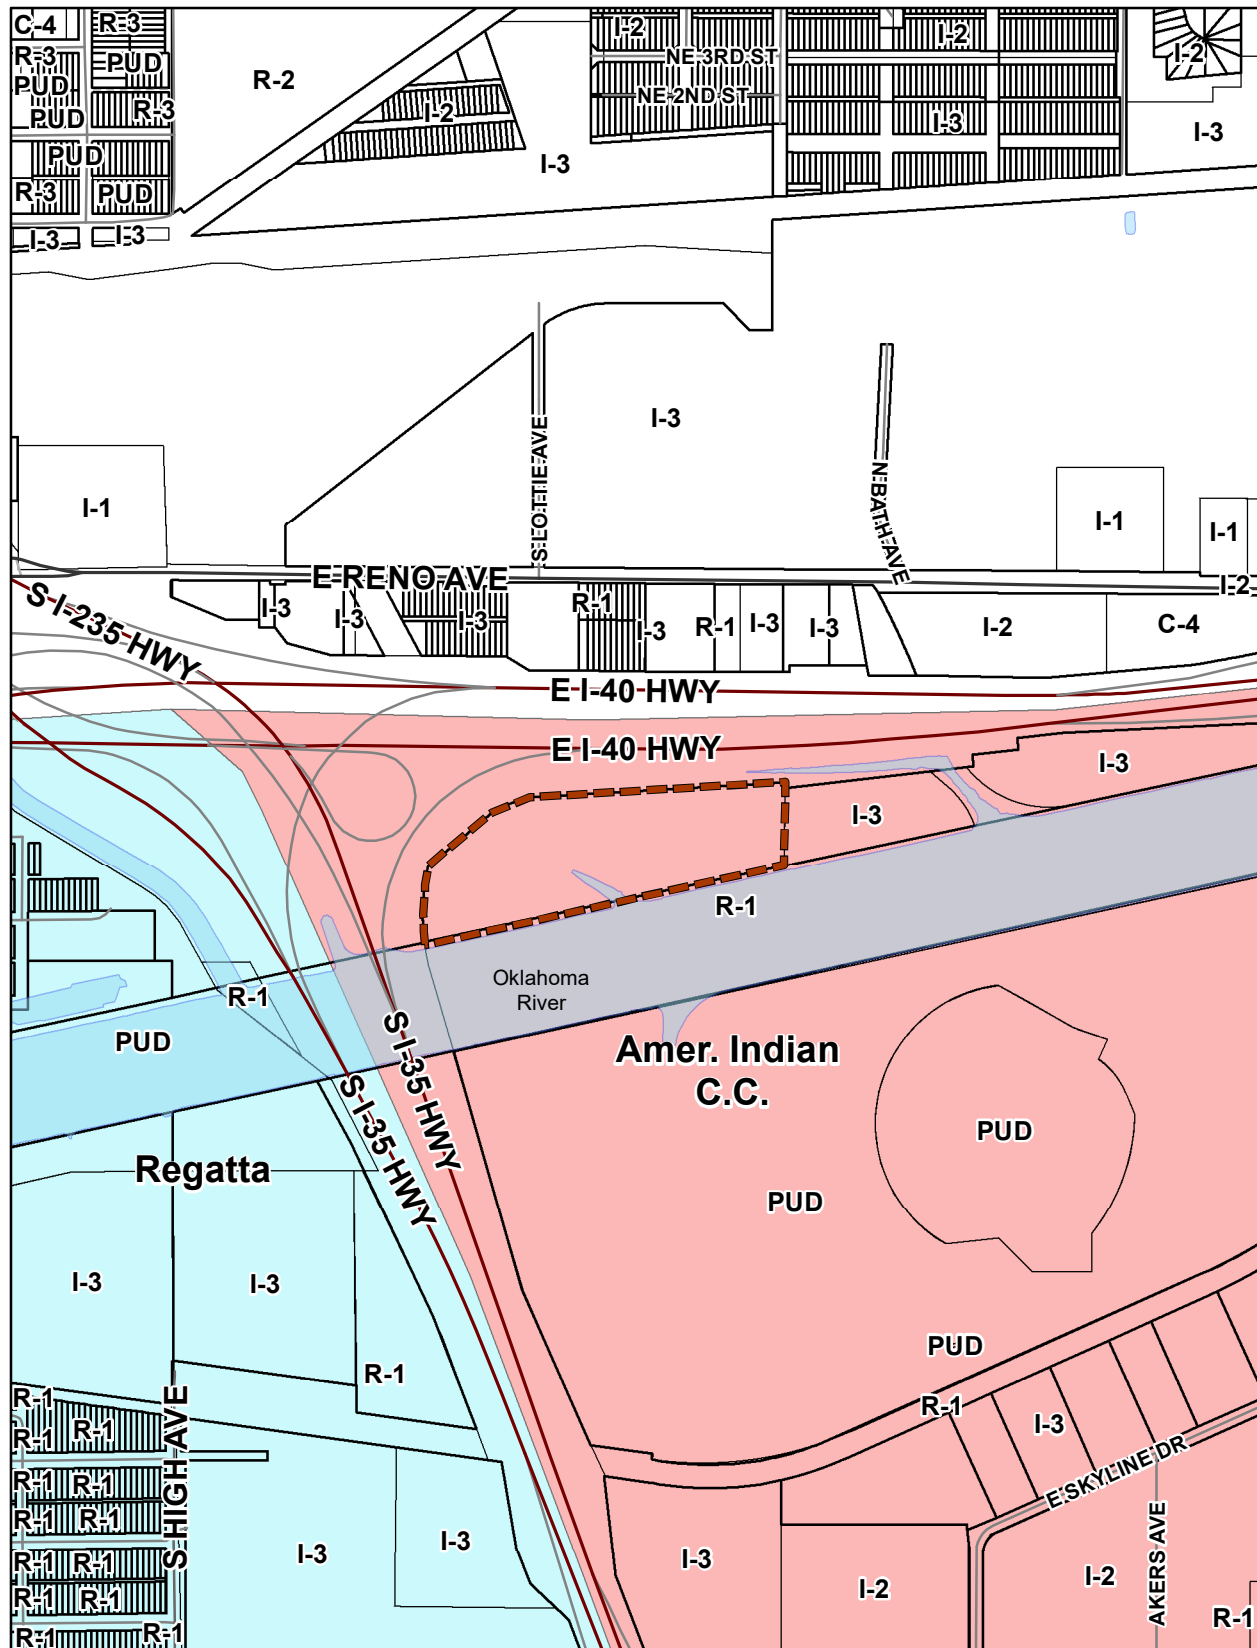 C-4
R-3
I-2
I-2
R-3
PUD
R-2
NE 3RD ST
I-2
PUD
NE 2ND ST
PUD
R-3
I-2
I-3
I-3
PUD
I-3
R-3
PUD
I-3
I-3
I-3
S LOTTIE AVE
N BATH AVE
I-1
I-1
I-1
E RENO AVE
I-2
S I-235 HWY
I-3
I-3
I-3
R-1
I-3
R-1
I-3
I-3
I-2
C-4
E I-40 HWY
E I-40 HWY
I-3
I-3
R-1
Oklahoma
River
R-1
PUD
S I-35 HWY
S I-35 HWY
Amer. Indian
C.C.
PUD
Regatta
PUD
I-3
I-3
PUD
R-1
R-1
I-3
R-1
R-1
R-1
S HIGH AVE
E SKYLINE DR
AKERS AVE
R-1
R-1
R-1
R-1
I-3
I-3
I-3
I-2
I-2
R-1
R-1
R-1
R-1
R-1
R-1
R-1